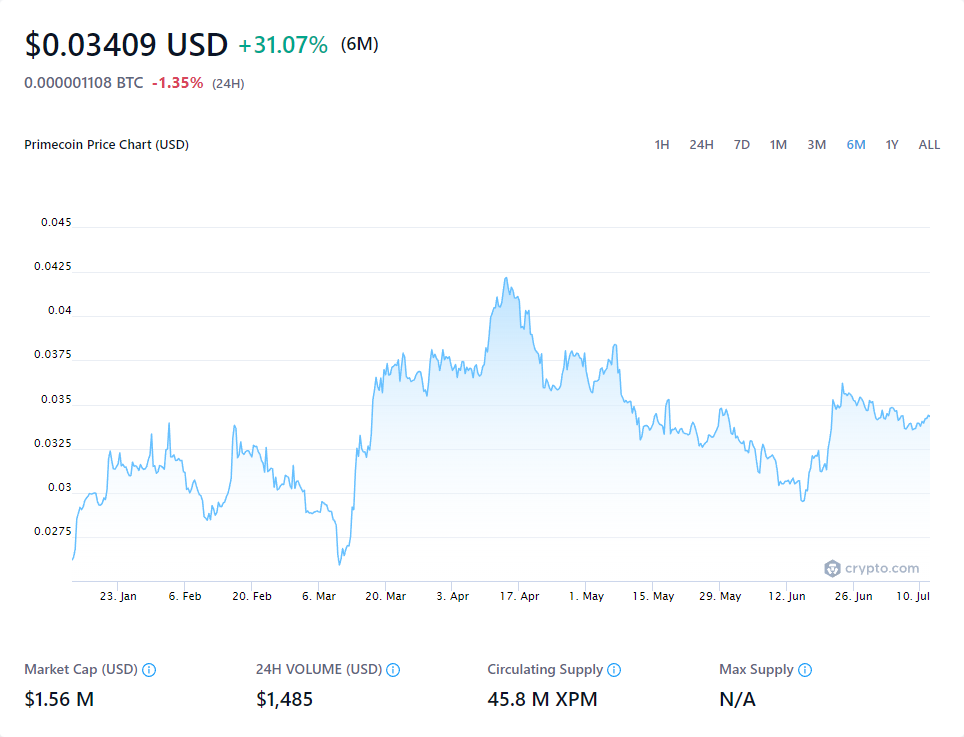 $0.03409 USD +31.07% (6M)
0.000001108 BTC -1.35% (24H)
Primecoin Price Chart (USD) 1H 24H 7D 1M 3M 6M 1Y ALL
0.045
0.0425
0.04
0.0375
0.035
0.0325
0.03
0.0275
crypto.com
23. Jan 6. Feb 20. Feb 6. Mar 20. Mar 3. Apr 17. Apr 1. May 15. May 29. May 12. Jun 26. Jun 10. Jul
Market Cap (USD) 24H VOLUME (USD) Circulating Supply Max Supply
$1.56 M $1,485 45.8 M XPM N/A